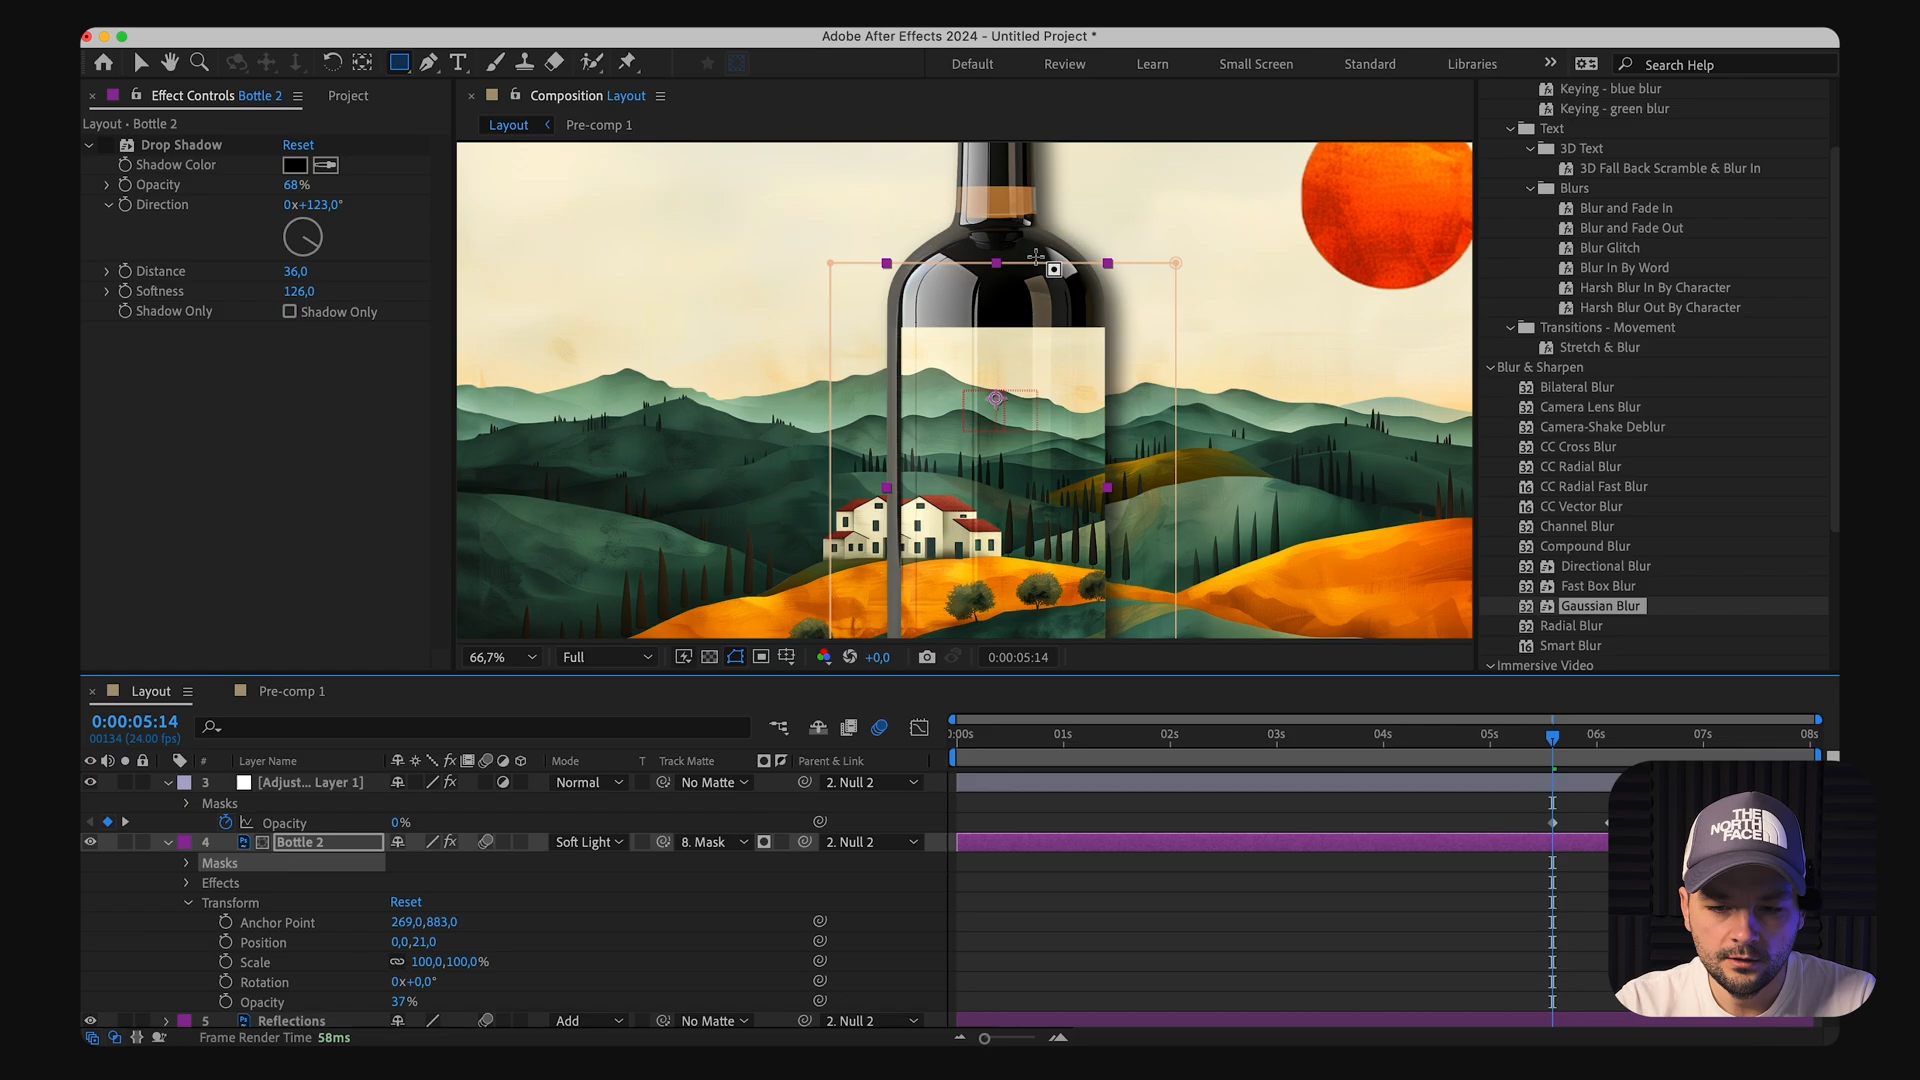 Adobe After Effects 2024 - Untitled Project *
Default
Review
Learn
Small Screen
Standard
Libraries
Search Help
Effect Controls Bottle 2
Project
Composition Layout
Layout
Pre-comp 1
Layout • Bottle 2
Drop Shadow
Reset
Shadow Color
Opacity
68%
Direction
0x+123,0°
Distance
36,0
Softness
126,0
Shadow Only
Shadow Only
Keying - blue blur
Keying - green blur
Text
3D Text
3D Fall Back Scramble & Blur In
Blurs
Blur and Fade In
Blur and Fade Out
Blur Glitch
Blur In By Word
Harsh Blur In By Character
Harsh Blur Out By Character
Transitions - Movement
Stretch & Blur
Blur & Sharpen
Bilateral Blur
Camera Lens Blur
Camera-Shake Deblur
CC Cross Blur
CC Radial Blur
CC Radial Fast Blur
CC Vector Blur
Channel Blur
Compound Blur
Directional Blur
Fast Box Blur
Gaussian Blur
Radial Blur
Smart Blur
Immersive Video
66,7%
Full
+0,0
0:00:05:14
Layout
Pre-comp 1
0:00:05:14
00134 (24.00 fps)
):00s 01s 02s 03s 04s 05s 06s 07s 08s
# Layer Name Mode T Track Matte Parent & Link
3 [Adjust... Layer 1] Normal No Matte 2. Null 2
Masks
Opacity 0%
4 Bottle 2 Soft Light 8. Mask 2. Null 2
Masks
Effects
Transform Reset
Anchor Point 269,0,883,0
Position 0,0,21,0
Scale 100,0,100,0%
Rotation 0x+0,0°
Opacity 37%
5 Reflections Add No Matte 2. Null 2
Frame Render Time 58ms
THE
NORTH
FACE